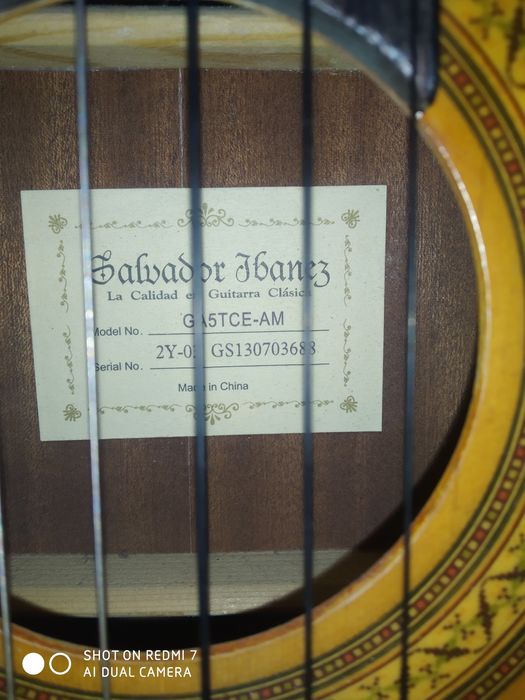 Salvador Ibanez
La Calidad en Guitarra Clásica
Model No. GA5TCE-AM
2Y-02 GS130703688
Serial No.
Made in China
SHOT ON REDMI 7
AI DUAL CAMERA